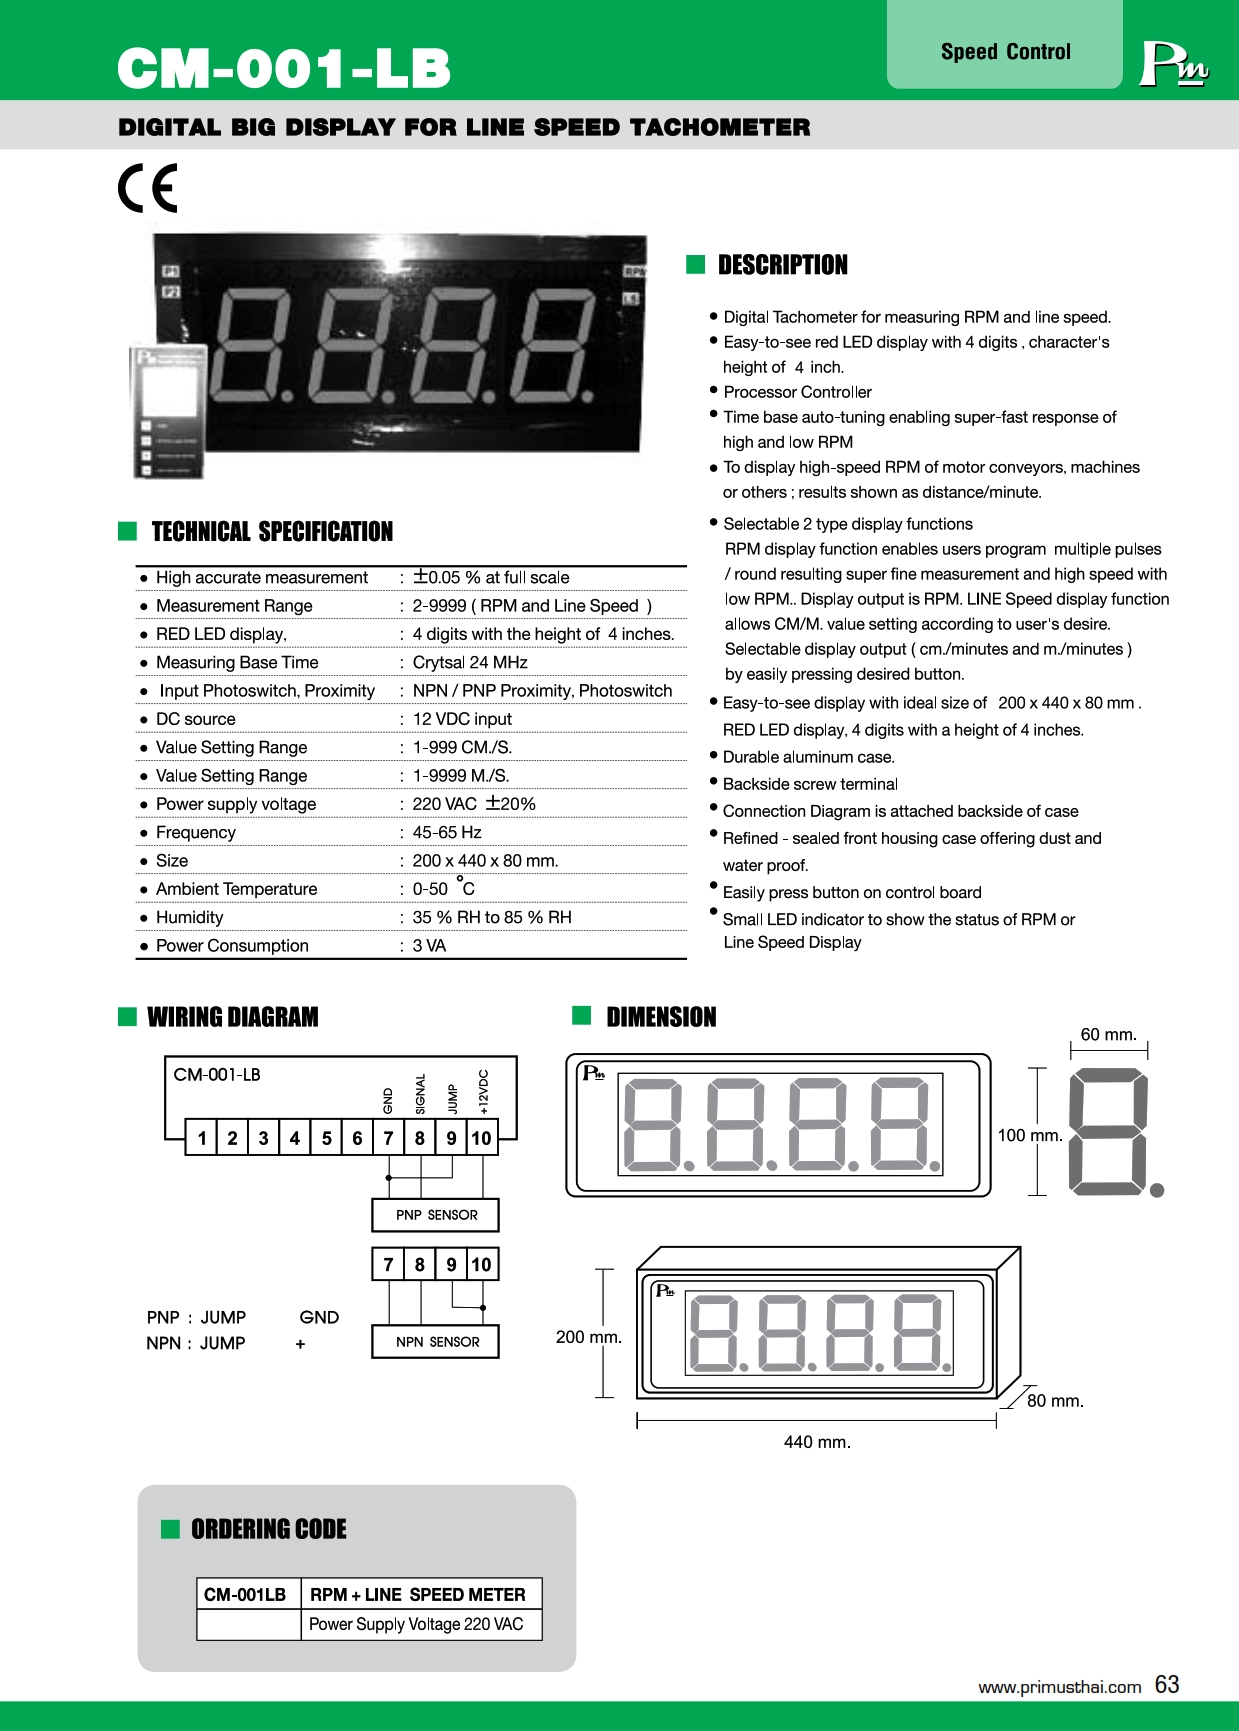 CM-001-LB
Speed Control
Pm
DIGITAL BIG DISPLAY FOR LINE SPEED TACHOMETER
CE
P1
P2
RPM
LS
DESCRIPTION
● Digital Tachometer for measuring RPM and line speed.
● Easy-to-see red LED display with 4 digits , character's
height of 4 inch.
● Processor Controller
● Time base auto-tuning enabling super-fast response of
high and low RPM
● To display high-speed RPM of motor conveyors, machines
or others ; results shown as distance/minute.
● Selectable 2 type display functions
RPM display function enables users program multiple pulses
/ round resulting super fine measurement and high speed with
low RPM.. Display output is RPM. LINE Speed display function
allows CM/M. value setting according to user's desire.
Selectable display output ( cm./minutes and m./minutes )
by easily pressing desired button.
● Easy-to-see display with ideal size of 200 x 440 x 80 mm .
RED LED display, 4 digits with a height of 4 inches.
● Durable aluminum case.
● Backside screw terminal
● Connection Diagram is attached backside of case
● Refined - sealed front housing case offering dust and
water proof.
● Easily press button on control board
● Small LED indicator to show the status of RPM or
Line Speed Display
TECHNICAL SPECIFICATION
● High accurate measurement : ±0.05 % at full scale
● Measurement Range : 2-9999 ( RPM and Line Speed )
● RED LED display, : 4 digits with the height of 4 inches.
● Measuring Base Time : Crytsal 24 MHz
● Input Photoswitch, Proximity : NPN / PNP Proximity, Photoswitch
● DC source : 12 VDC input
● Value Setting Range : 1-999 CM./S.
● Value Setting Range : 1-9999 M./S.
● Power supply voltage : 220 VAC ±20%
● Frequency : 45-65 Hz
● Size : 200 x 440 x 80 mm.
● Ambient Temperature : 0-50 °C
● Humidity : 35 % RH to 85 % RH
● Power Consumption : 3 VA
WIRING DIAGRAM
CM-001-LB
GND SIGNAL JUMP +12VDC
1 2 3 4 5 6 7 8 9 10
PNP SENSOR
7 8 9 10
NPN SENSOR
PNP : JUMP GND
NPN : JUMP +
DIMENSION
60 mm.
Pm
100 mm.
Pm
200 mm.
80 mm.
440 mm.
ORDERING CODE
CM-001LB RPM + LINE SPEED METER
Power Supply Voltage 220 VAC
www.primusthai.com 63